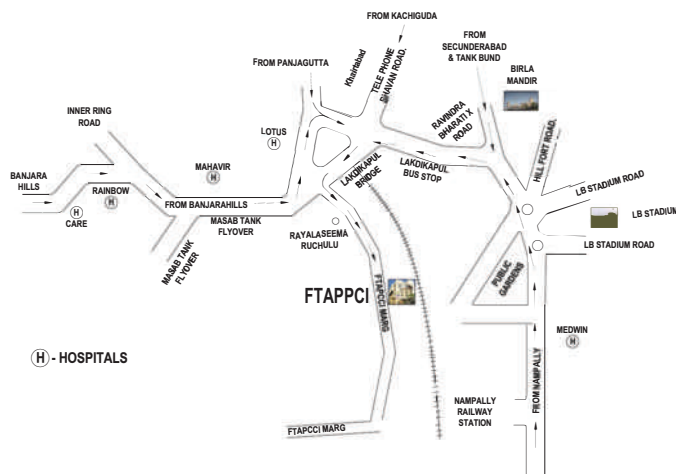 FROM KACHIGUDA
FROM
SECUNDERABAD
& TANK BUND
BIRLA
MANDIR
FROM PANJAGUTTA
Khairtabad
TELE PHONE
BHAVAN ROAD.
RAVINDRA
BHARATI X
ROAD
HILL FORT ROAD.
INNER RING
ROAD
LOTUS
H
MAHAVIR
H
BANJARA
HILLS
RAINBOW
H
H
CARE
FROM BANJARAHILLS
MASAB TANK
FLYOVER
MASAB TANK
FLYOVER
LAKDIKAPUL
BRIDGE
LAKDIKAPUL
BUS STOP
LB STADIUM ROAD
LB STADIUM
LB STADIUM ROAD
RAYALASEEMA
RUCHULU
FTAPPCI
FTAPCCI MARG
PUBLIC
GARDENS
MEDWIN
H
H - HOSPITALS
FROM NAMPALLY
NAMPALLY
RAILWAY
STATION
FTAPCCI MARG